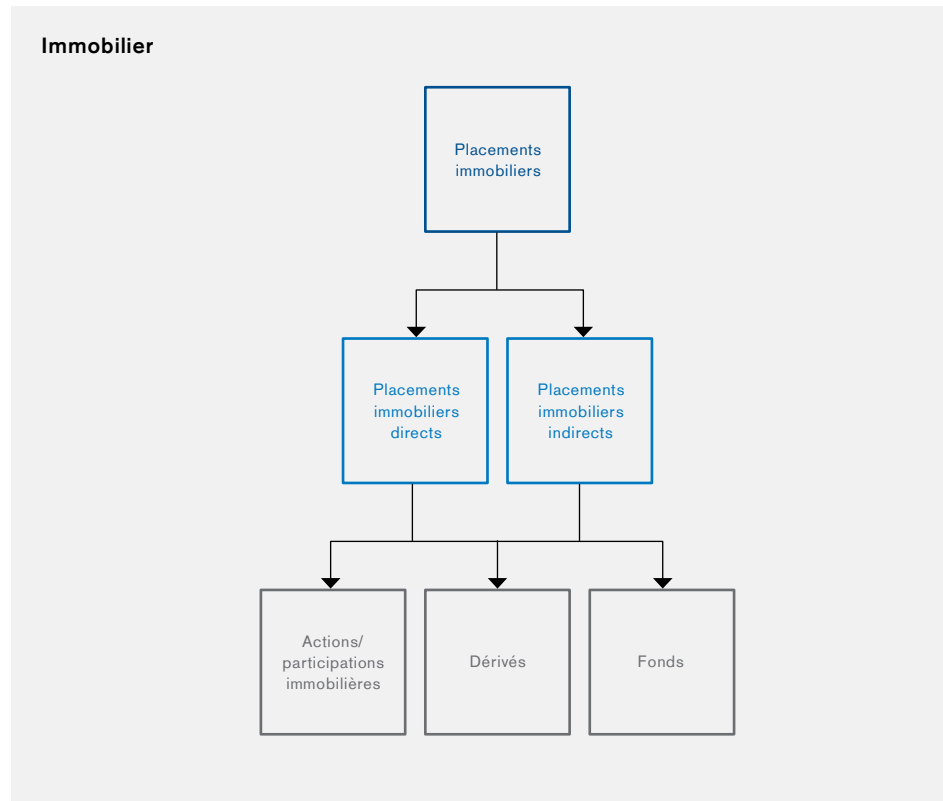 Immobilier
Placements
immobiliers
Placements
immobiliers
directs
Placements
immobiliers
indirects
Actions/
participations
immobilières
Dérivés
Fonds